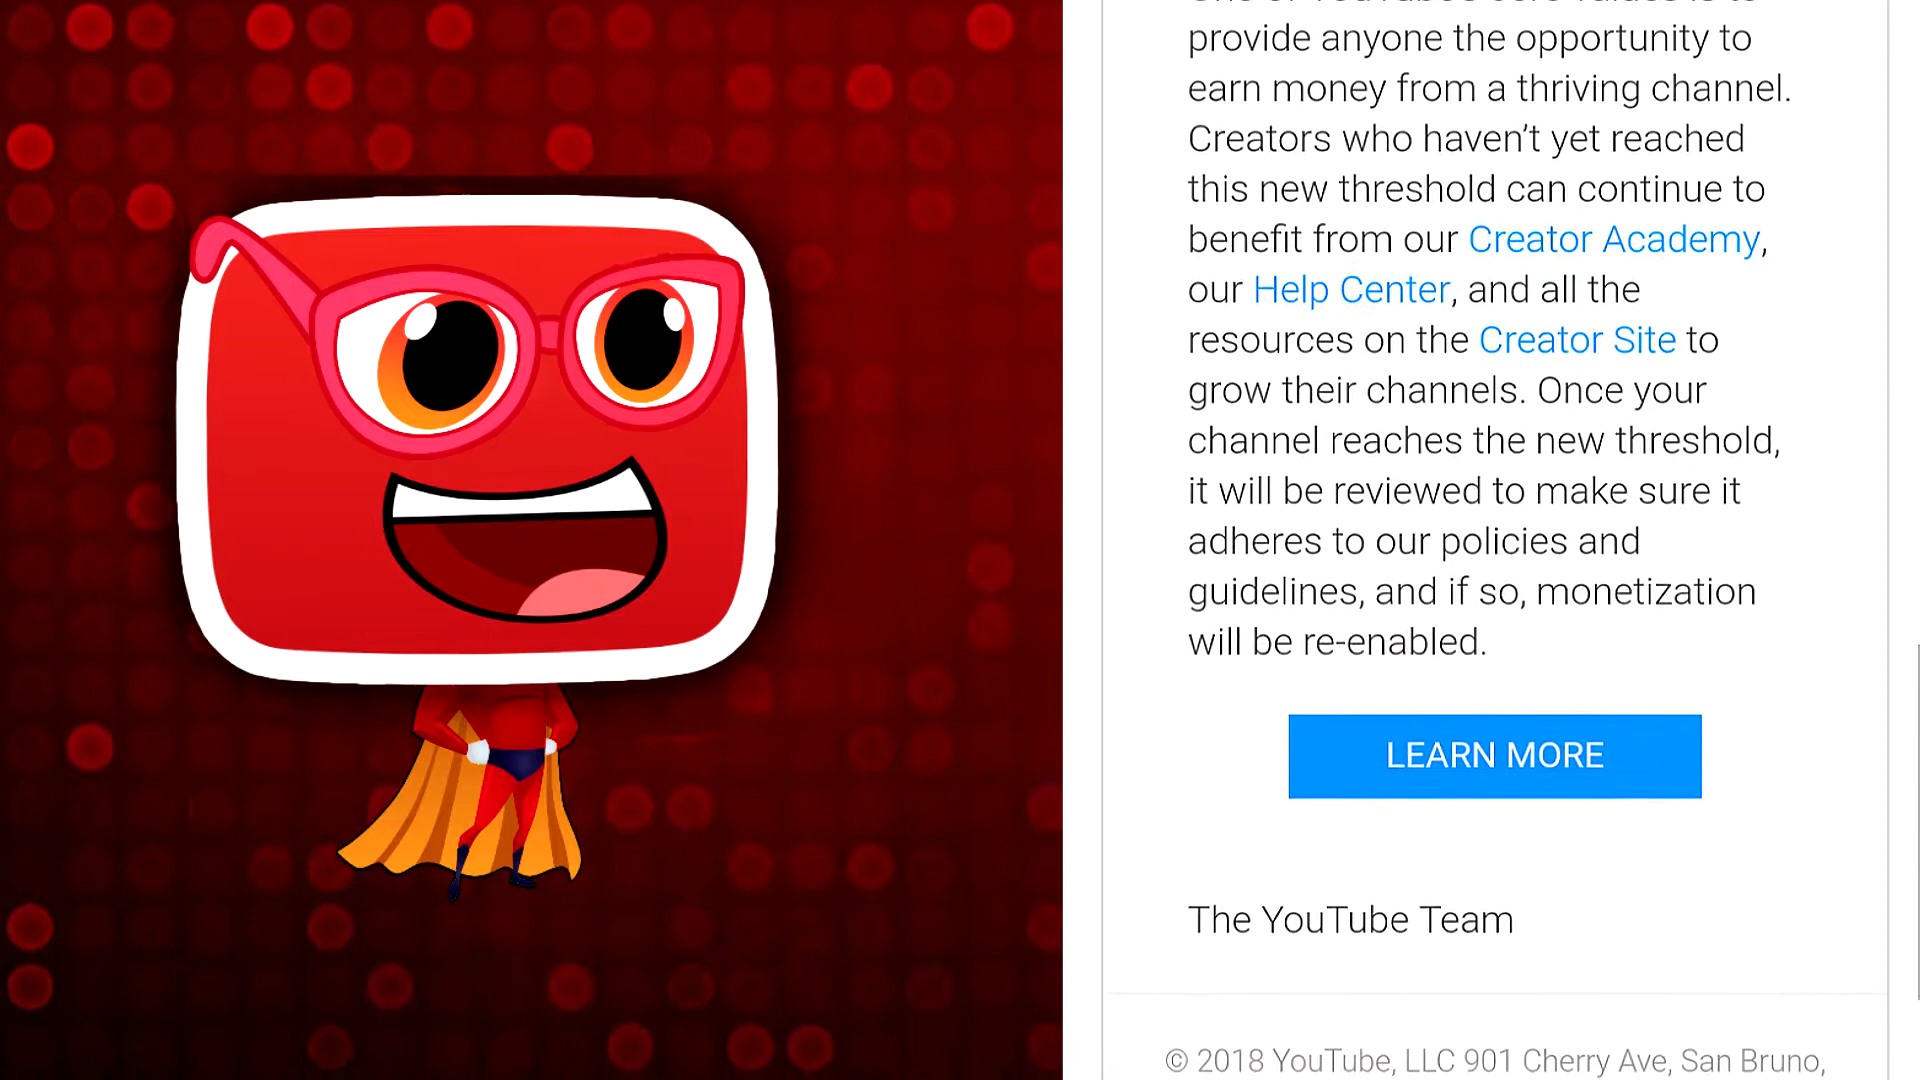 provide anyone the opportunity to
earn money from a thriving channel.
Creators who haven’t yet reached
this new threshold can continue to
benefit from our Creator Academy,
our Help Center, and all the
resources on the Creator Site to
grow their channels. Once your
channel reaches the new threshold,
it will be reviewed to make sure it
adheres to our policies and
guidelines, and if so, monetization
will be re-enabled.
LEARN MORE
The YouTube Team
© 2018 YouTube, LLC 901 Cherry Ave, San Bruno,